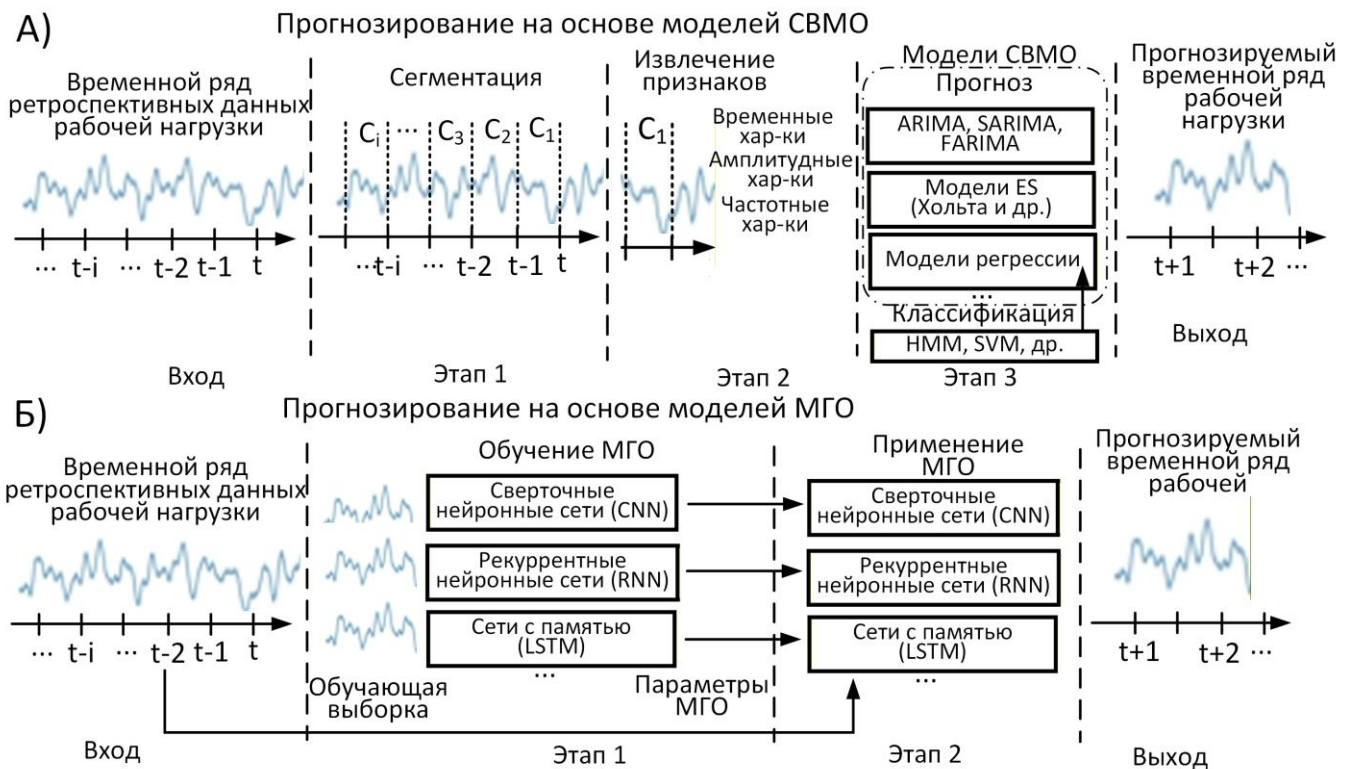 А)
Прогнозирование на основе моделей СВМО
Временной ряд
ретроспективных данных
рабочей нагрузки
... t-i ... t-2 t-1 t
Вход
Сегментация
Ci ... C3 C2 C1
...t-i ... t-2 t-1 t
Этап 1
Извлечение
признаков
C1
Временные
хар-ки
Амплитудные
хар-ки
Частотные
хар-ки
Этап 2
Модели СВМО
Прогноз
ARIMA, SARIMA,
FARIMA
Модели ES
(Хольта и др.)
Модели регрессии
...
Классификация
HMM, SVM, др.
Этап 3
Прогнозируемый
временной ряд
рабочей
нагрузки
t+1 t+2 ...
Выход
Б)
Прогнозирование на основе моделей МГО
Временной ряд
ретроспективных данных
рабочей нагрузки
... t-i ... t-2 t-1 t
Вход
Обучение МГО
Сверточные
нейронные сети (CNN)
Рекуррентные
нейронные сети (RNN)
Сети с памятью
(LSTM)
...
Обучающая
выборка
Параметры
МГО
Этап 1
Применение
МГО
Сверточные
нейронные сети (CNN)
Рекуррентные
нейронные сети (RNN)
Сети с памятью
(LSTM)
...
Этап 2
Прогнозируемый
временной ряд
рабочей
t+1 t+2 ...
Выход